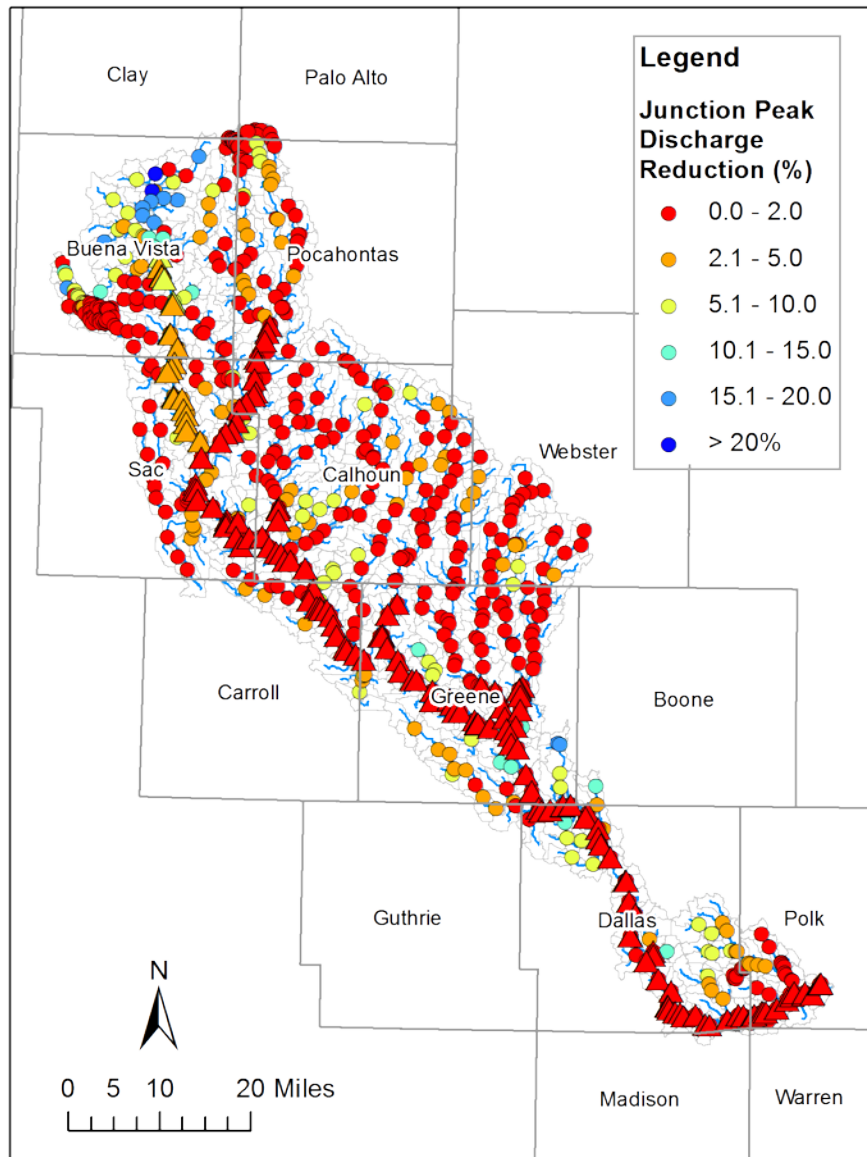 Clay
Palo Alto
Legend
Junction Peak
Discharge
Reduction (%)
0.0 - 2.0
2.1 - 5.0
5.1 - 10.0
10.1 - 15.0
15.1 - 20.0
> 20%
Buena Vista
Pocahontas
Webster
Sac
Calhoun
Carroll
Greene
Boone
Guthrie
Dallas
Polk
N
0 5 10 20 Miles
Madison
Warren